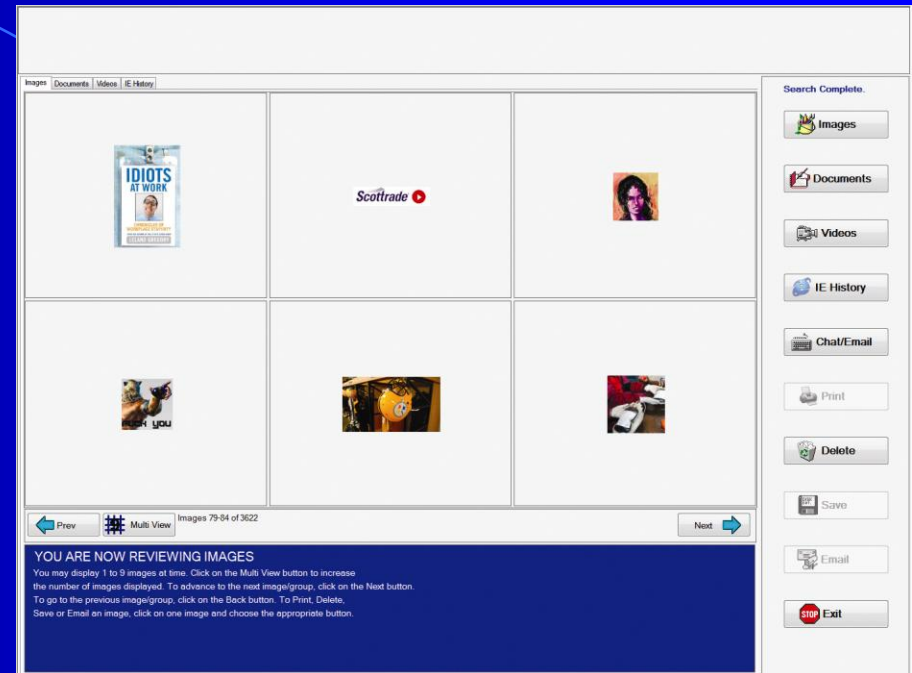 Images Documents Videos IE History
Search Complete.
IDIOTS
AT WORK
Scottrade
YOU
Images
Documents
Videos
IE History
Chat/Email
Print
Delete
Save
Email
STOP Exit
Prev
Multi View
Images 79-84 of 3622
Next
YOU ARE NOW REVIEWING IMAGES
You may display 1 to 9 images at time. Click on the Multi View button to increase
the number of images displayed. To advance to the next image/group, click on the Next button.
To go to the previous image/group, click on the Back button. To Print, Delete,
Save or Email an image, click on one image and choose the appropriate button.